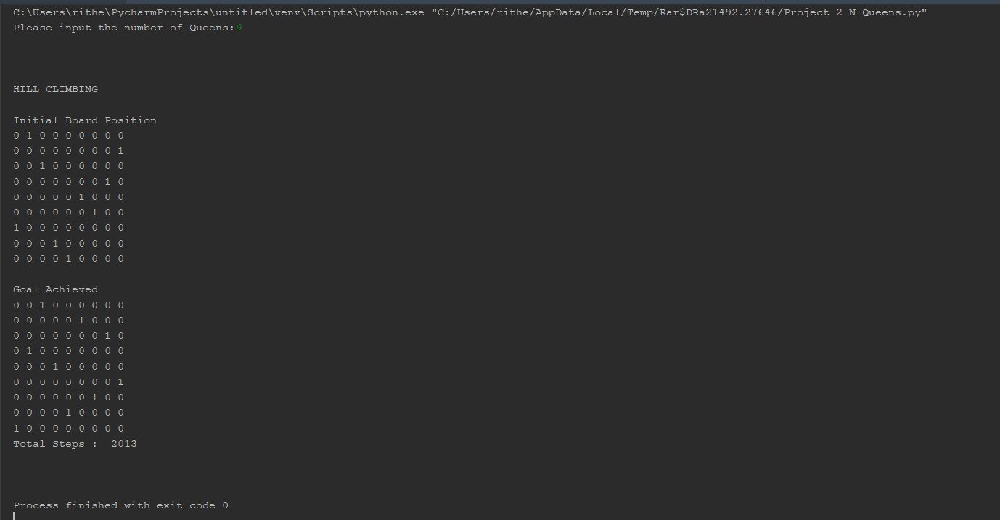 C:\Users\rithe\PycharmProjects\untitled\venv\Scripts\python.exe "C:/Users/rithe/AppData/Local/Temp/Rar$DRa21492.27646/Project 2 N-Queens.py"
Please input the number of Queens:9
HILL CLIMBING
Initial Board Position
0 1 0 0 0 0 0 0 0
0 0 0 0 0 0 0 0 1
0 0 1 0 0 0 0 0 0
0 0 0 0 0 0 0 1 0
0 0 0 0 0 1 0 0 0
0 0 0 0 0 0 1 0 0
1 0 0 0 0 0 0 0 0
0 0 0 1 0 0 0 0 0
0 0 0 0 1 0 0 0 0
Goal Achieved
0 0 1 0 0 0 0 0 0
0 0 0 0 0 1 0 0 0
0 0 0 0 0 0 0 1 0
0 1 0 0 0 0 0 0 0
0 0 0 1 0 0 0 0 0
0 0 0 0 0 0 0 0 1
0 0 0 0 0 0 1 0 0
0 0 0 0 1 0 0 0 0
1 0 0 0 0 0 0 0 0
Total Steps :  2013
Process finished with exit code 0